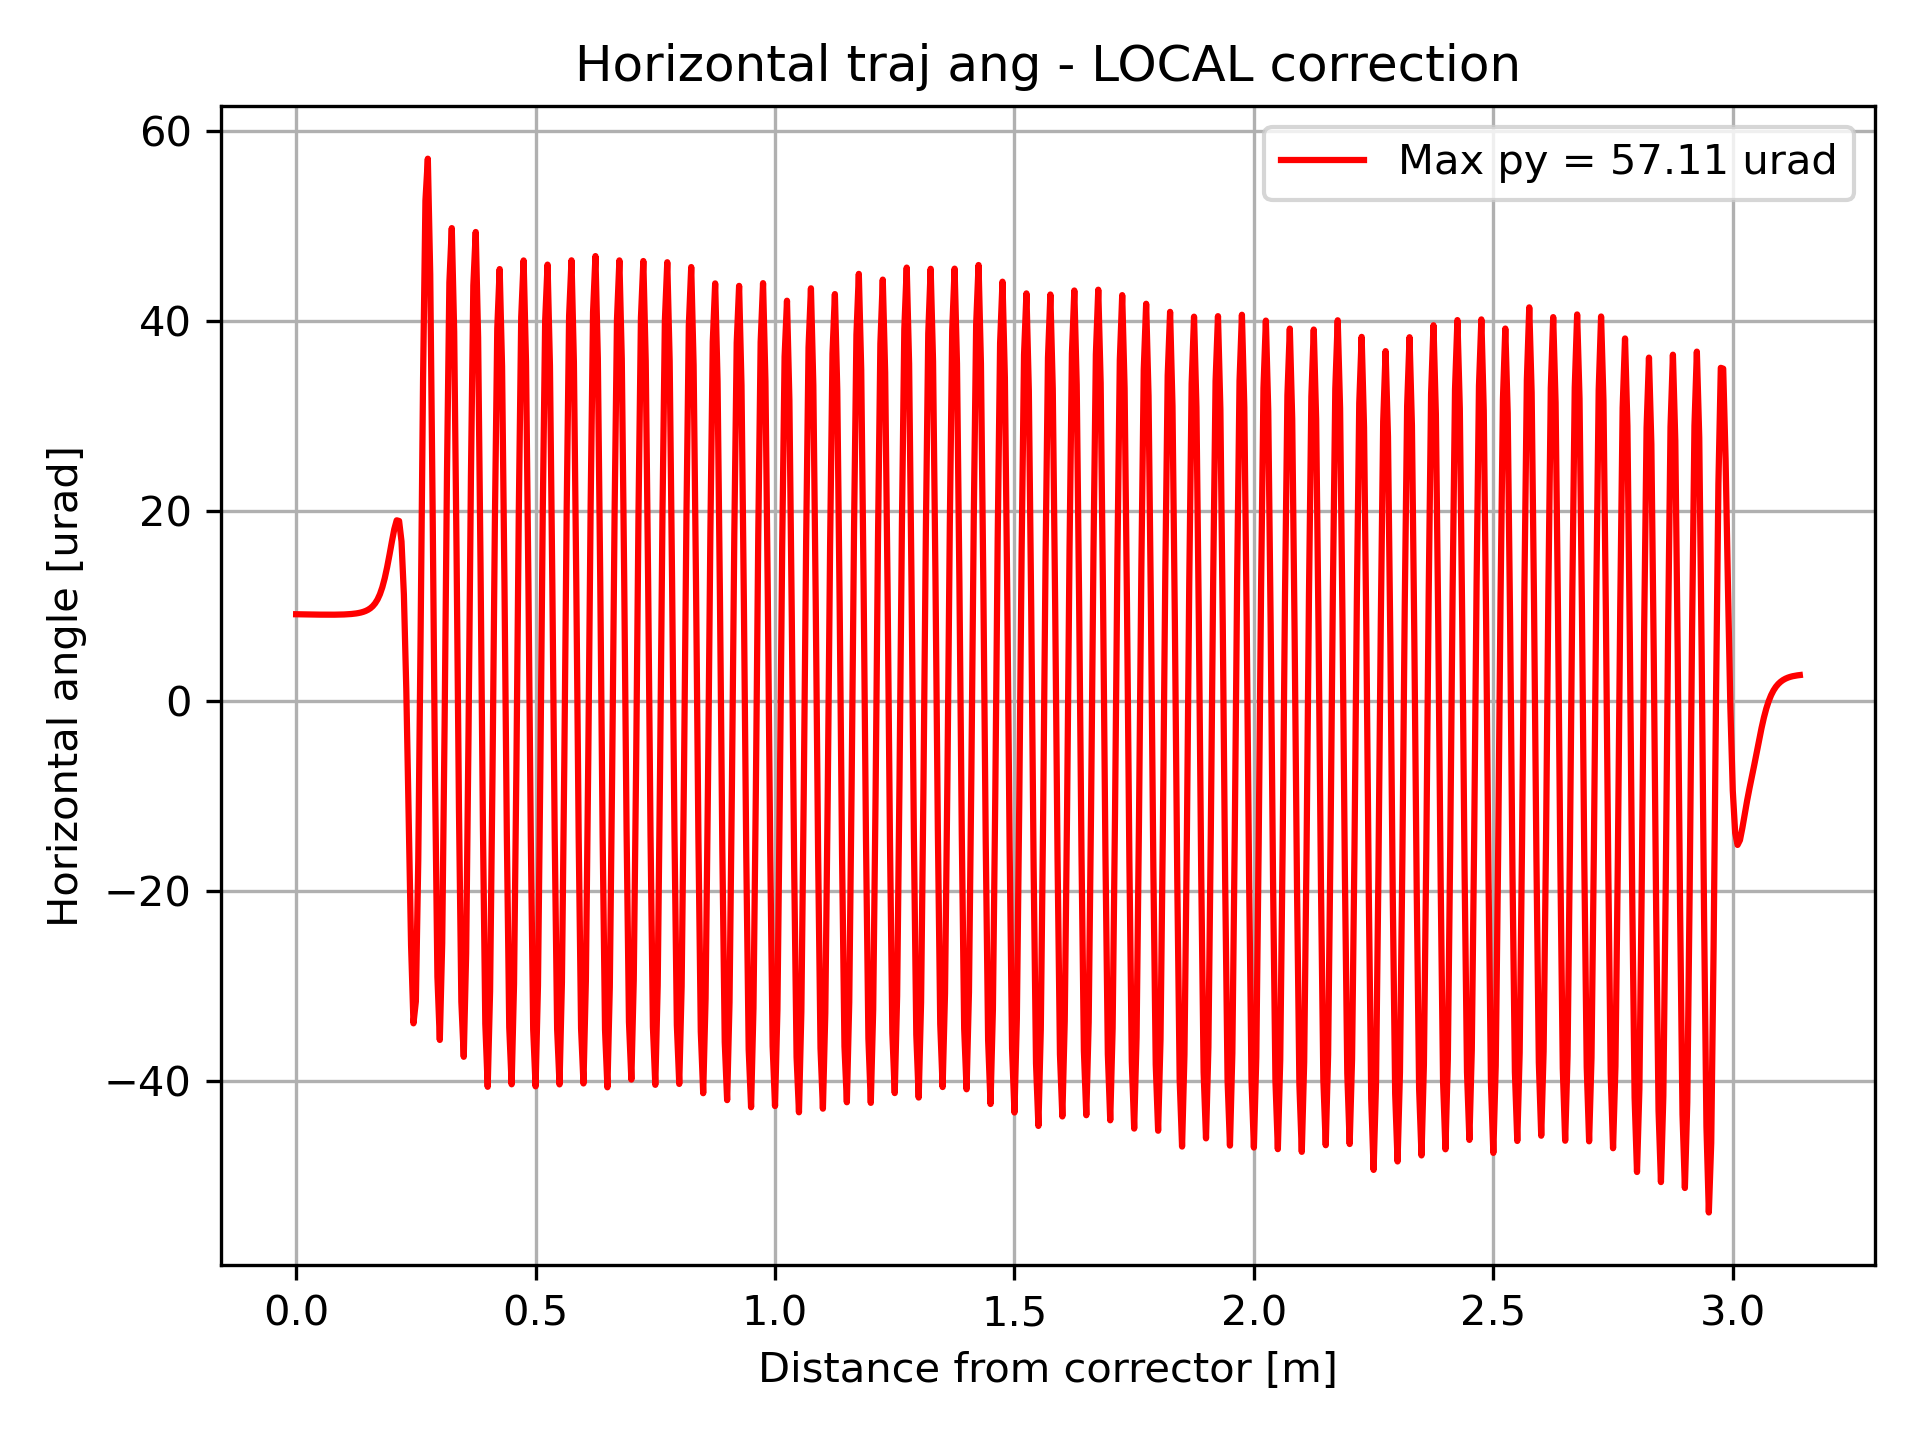 Horizontal traj ang - LOCAL correction
Max py = 57.11 urad
60
40
20
0
−20
−40
Horizontal angle [urad]
0.0 0.5 1.0 1.5 2.0 2.5 3.0
Distance from corrector [m]